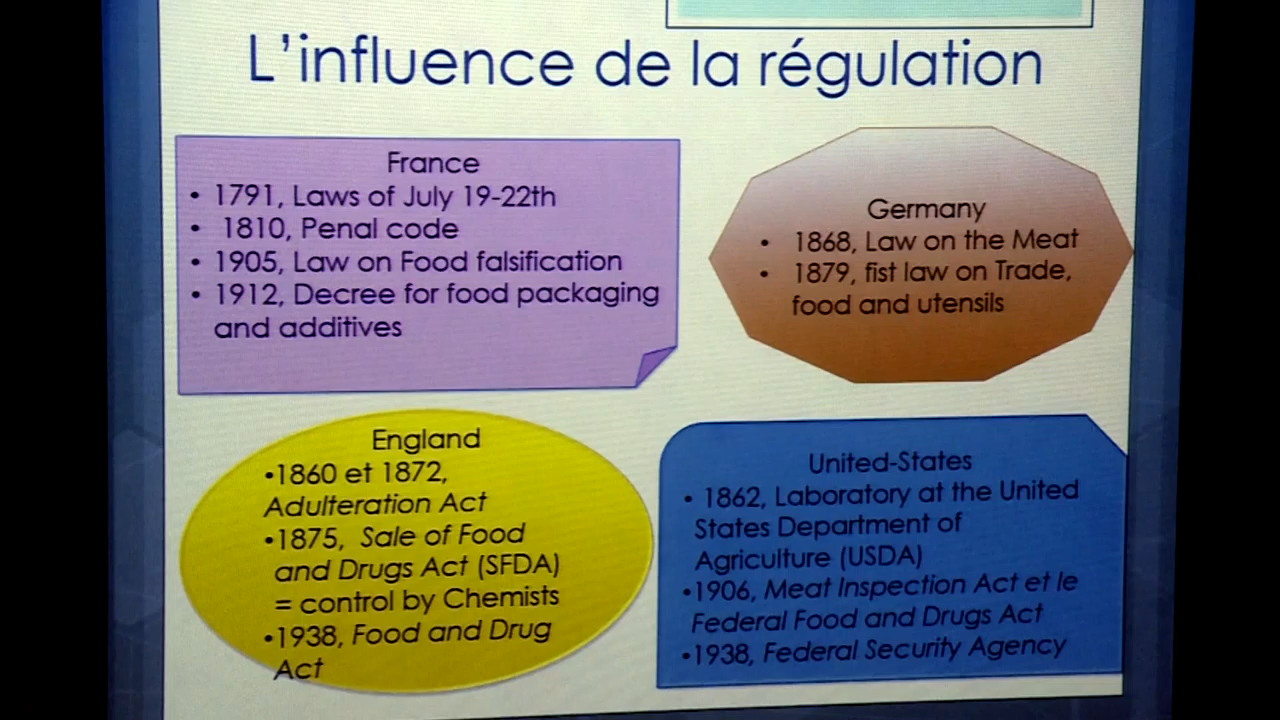 L'influence de la régulation
France
• 1791, Laws of July 19-22th
• 1810, Penal code
• 1905, Law on Food falsification
• 1912, Decree for food packaging
and additives
Germany
• 1868, Law on the Meat
• 1879, fist law on Trade,
food and utensils
England
•1860 et 1872,
Adulteration Act
•1875, Sale of Food
and Drugs Act (SFDA)
= control by Chemists
•1938, Food and Drug
Act
United-States
• 1862, Laboratory at the United
States Department of
Agriculture (USDA)
•1906, Meat Inspection Act et le
Federal Food and Drugs Act
•1938, Federal Security Agency